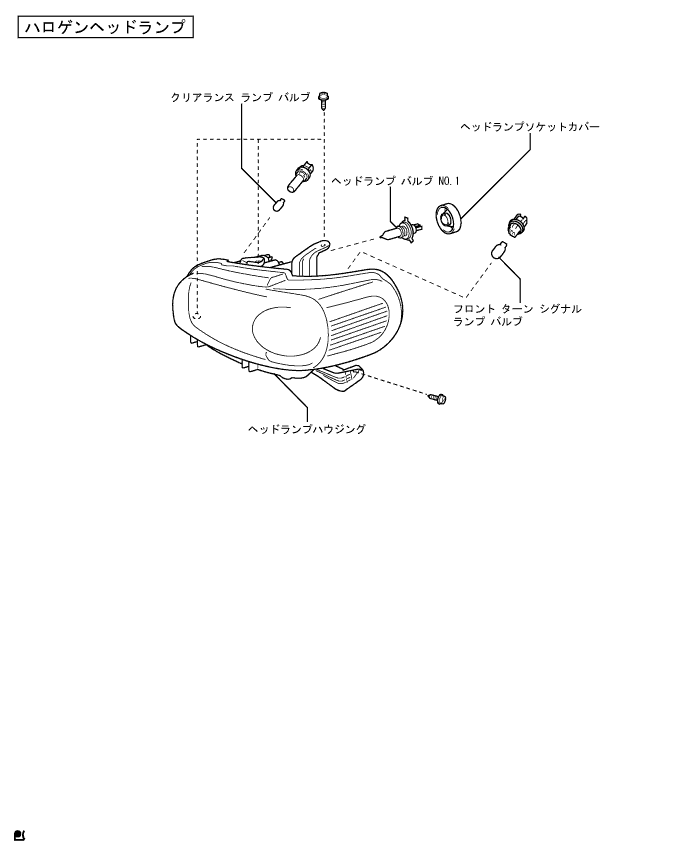 ハロゲンヘッドランプ
クリアランス ランプ バルブ
ヘッドランプソケットカバー
ヘッドランプ バルブ NO.1
フロント ターン シグナル
ランプ バルブ
ヘッドランプハウジング